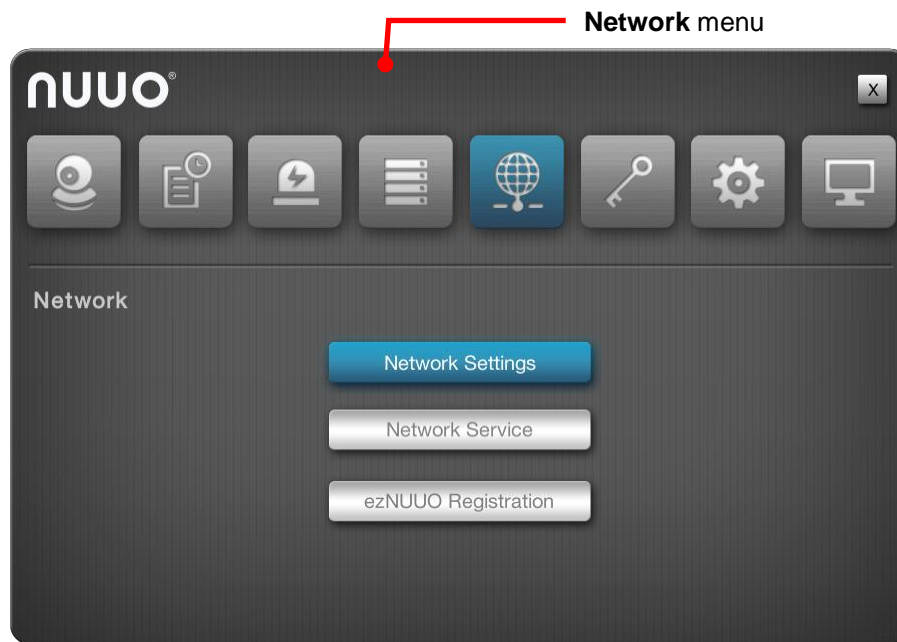 Network menu
NUUO®
X
Network
Network Settings
Network Service
ezNUUO Registration